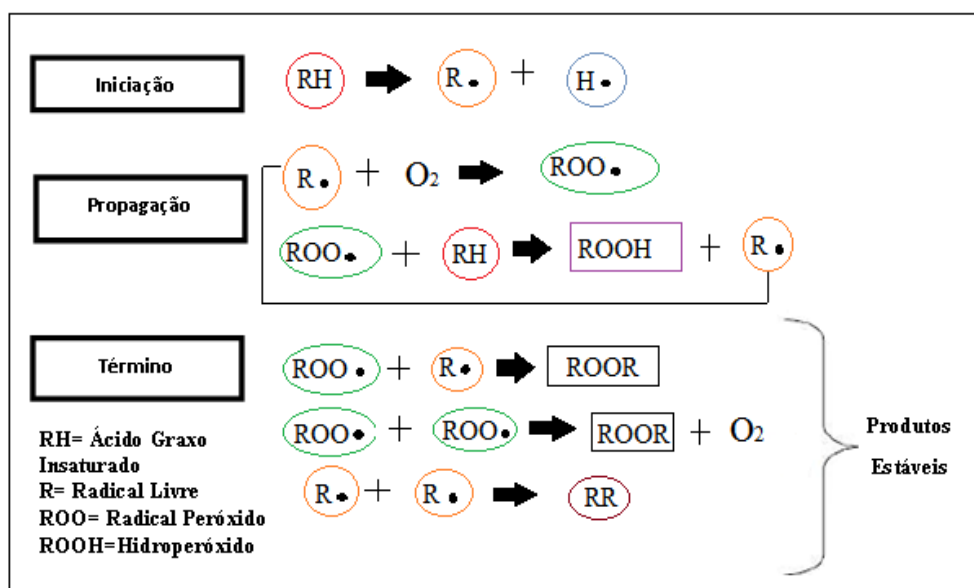 Iniciação
RH → R• + H•
Propagação
R• + O₂ → ROO•
ROO• + RH → ROOH + R•
Término
ROO• + R• → ROOR
ROO• + ROO• → ROOR + O₂
R• + R• → RR
Produtos
Estáveis
RH= Ácido Graxo
Insaturado
R= Radical Livre
ROO= Radical Peróxido
ROOH=Hidroperóxido